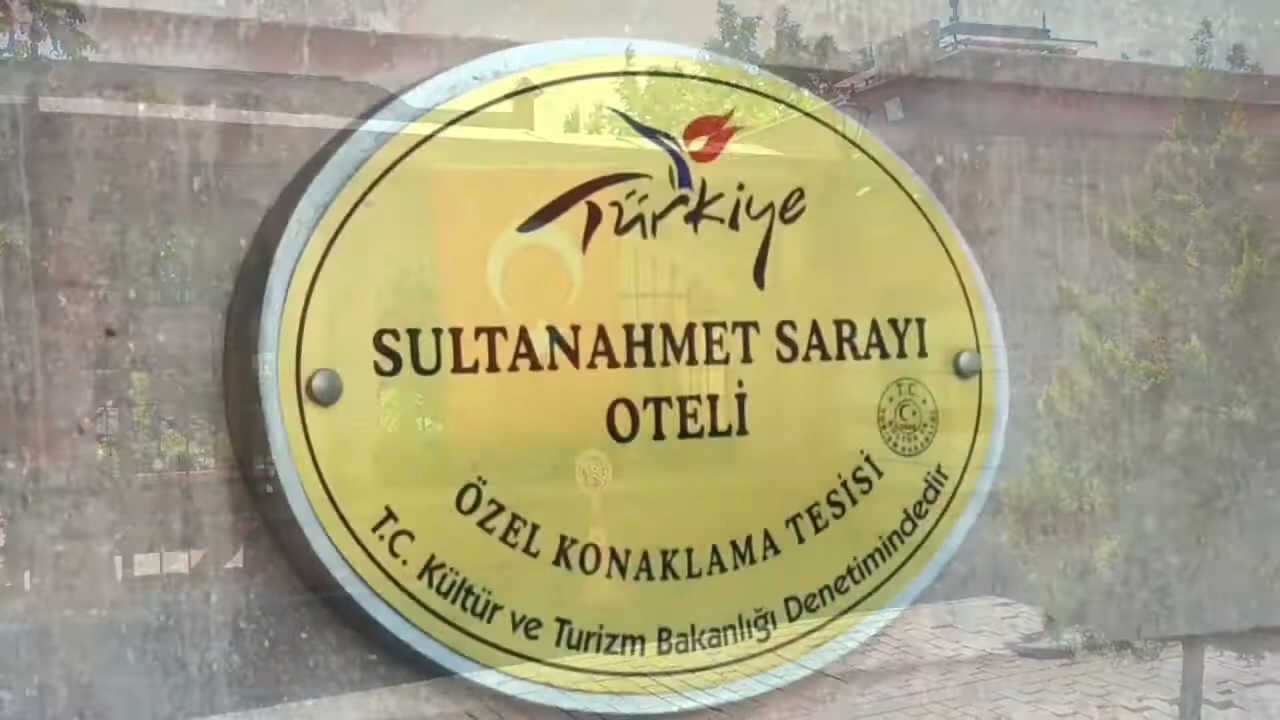 Türkiye
SULTANAHMET SARAYI
OTELİ
T.C.
ÖZEL KONAKLAMA TESİSİ
T.C. Kültür ve Turizm Bakanlığı Denetimindedir